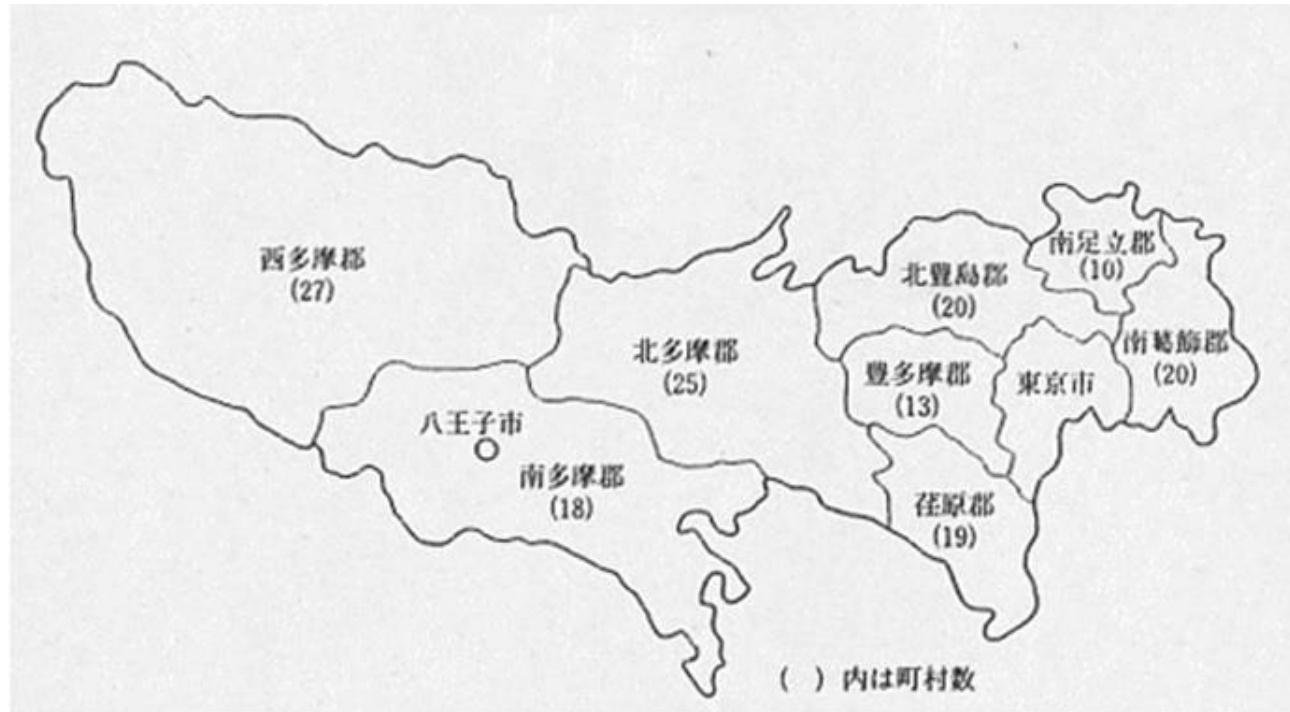 西多摩郡
(27)
北多摩郡
(25)
八王子市
南多摩郡
(18)
北豊島郡
(20)
南足立郡
(10)
南葛飾郡
(20)
豊多摩郡
(13)
東京市
荏原郡
(19)
( ) 内は町村数